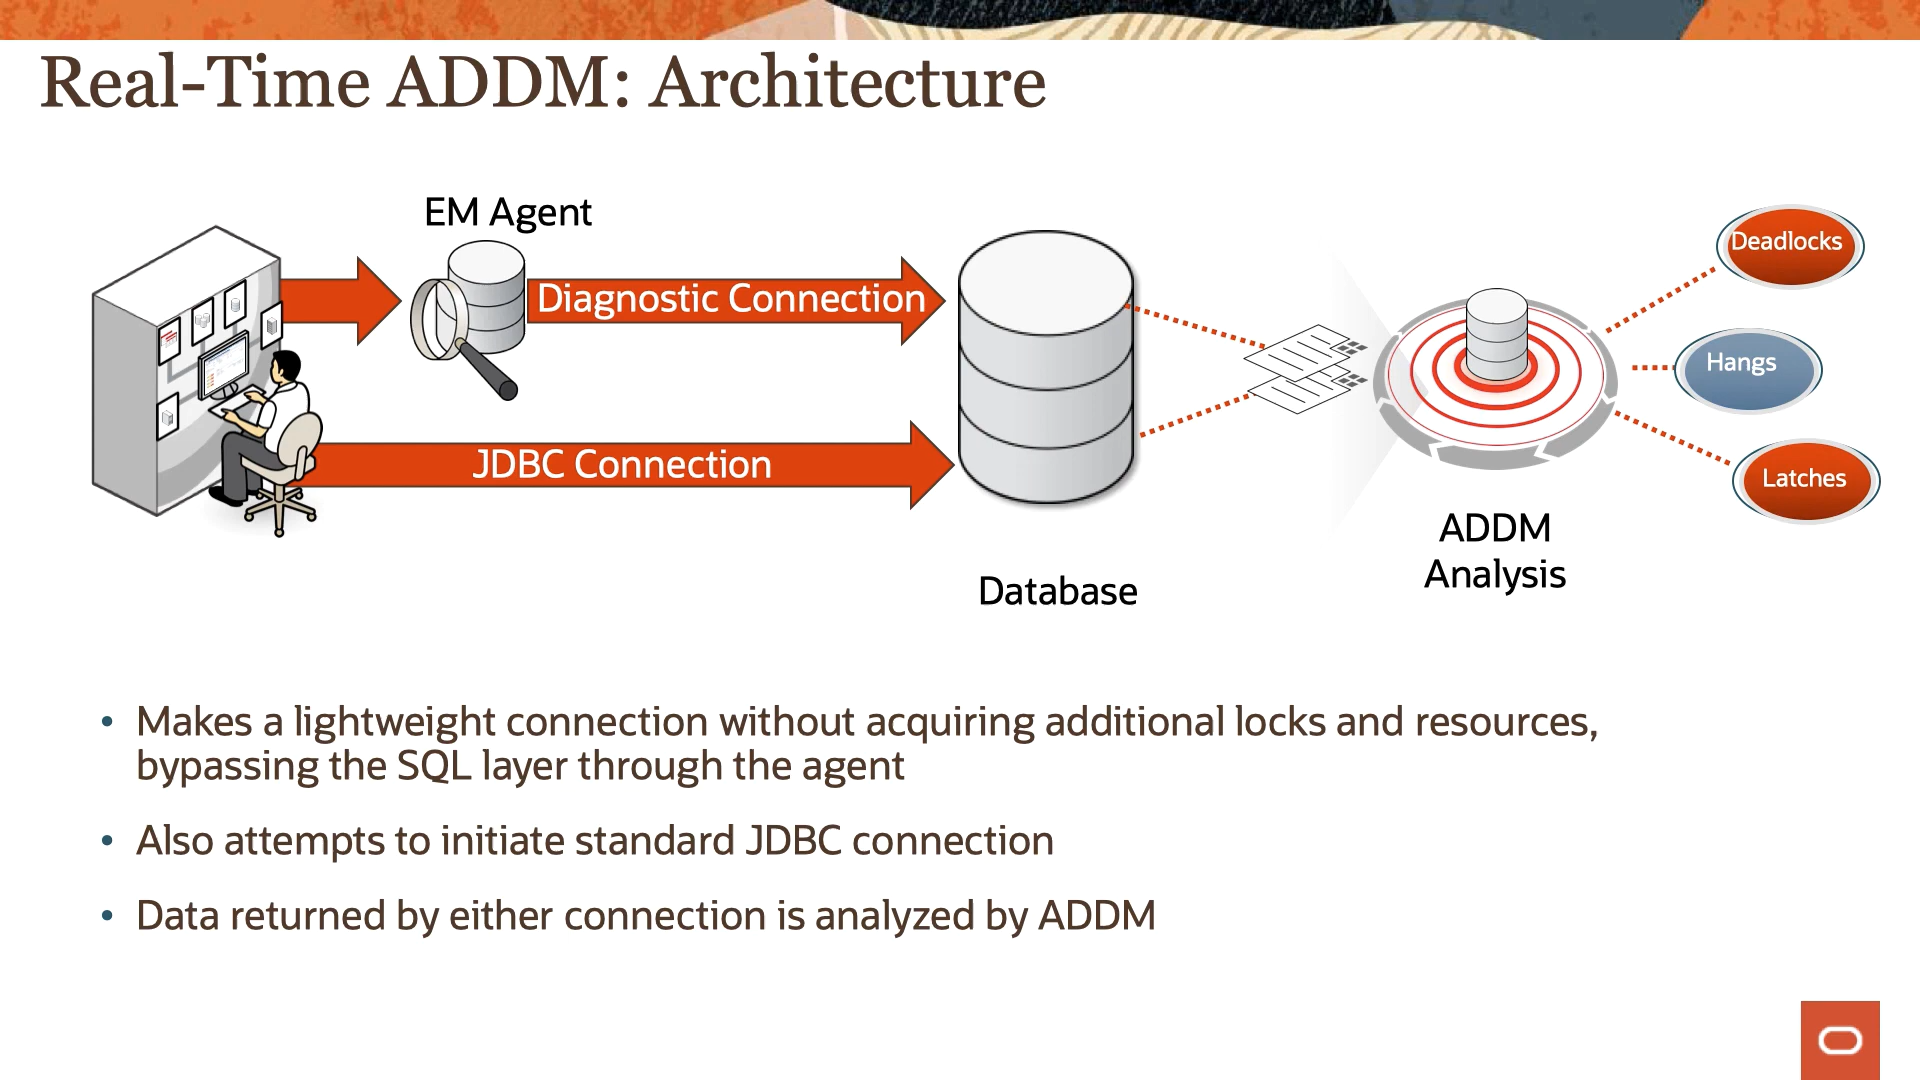 Real-Time ADDM: Architecture
EM Agent
Diagnostic Connection
JDBC Connection
Database
ADDM
Analysis
Deadlocks
Hangs
Latches
• Makes a lightweight connection without acquiring additional locks and resources,
bypassing the SQL layer through the agent
• Also attempts to initiate standard JDBC connection
• Data returned by either connection is analyzed by ADDM